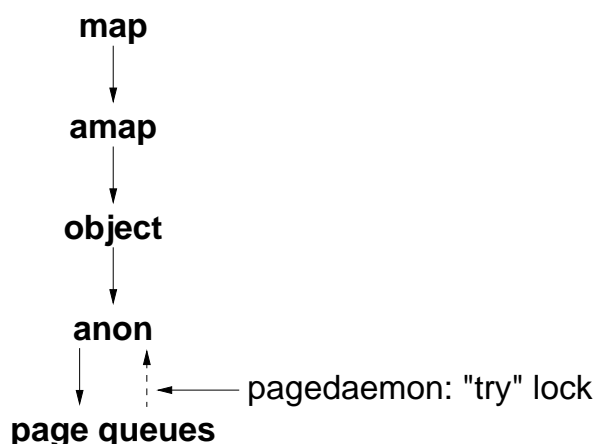 map
amap
object
anon
pagedaemon: "try" lock
page queues